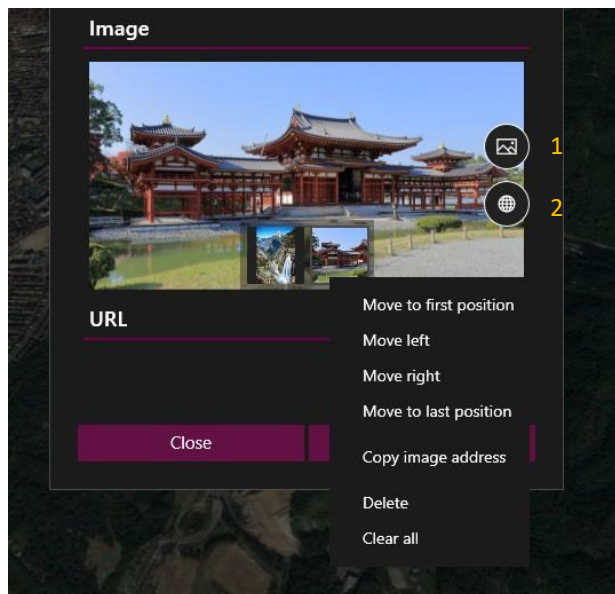 Image
1
2
URL
Move to first position
Move left
Move right
Move to last position
Close
Copy image address
Delete
Clear all